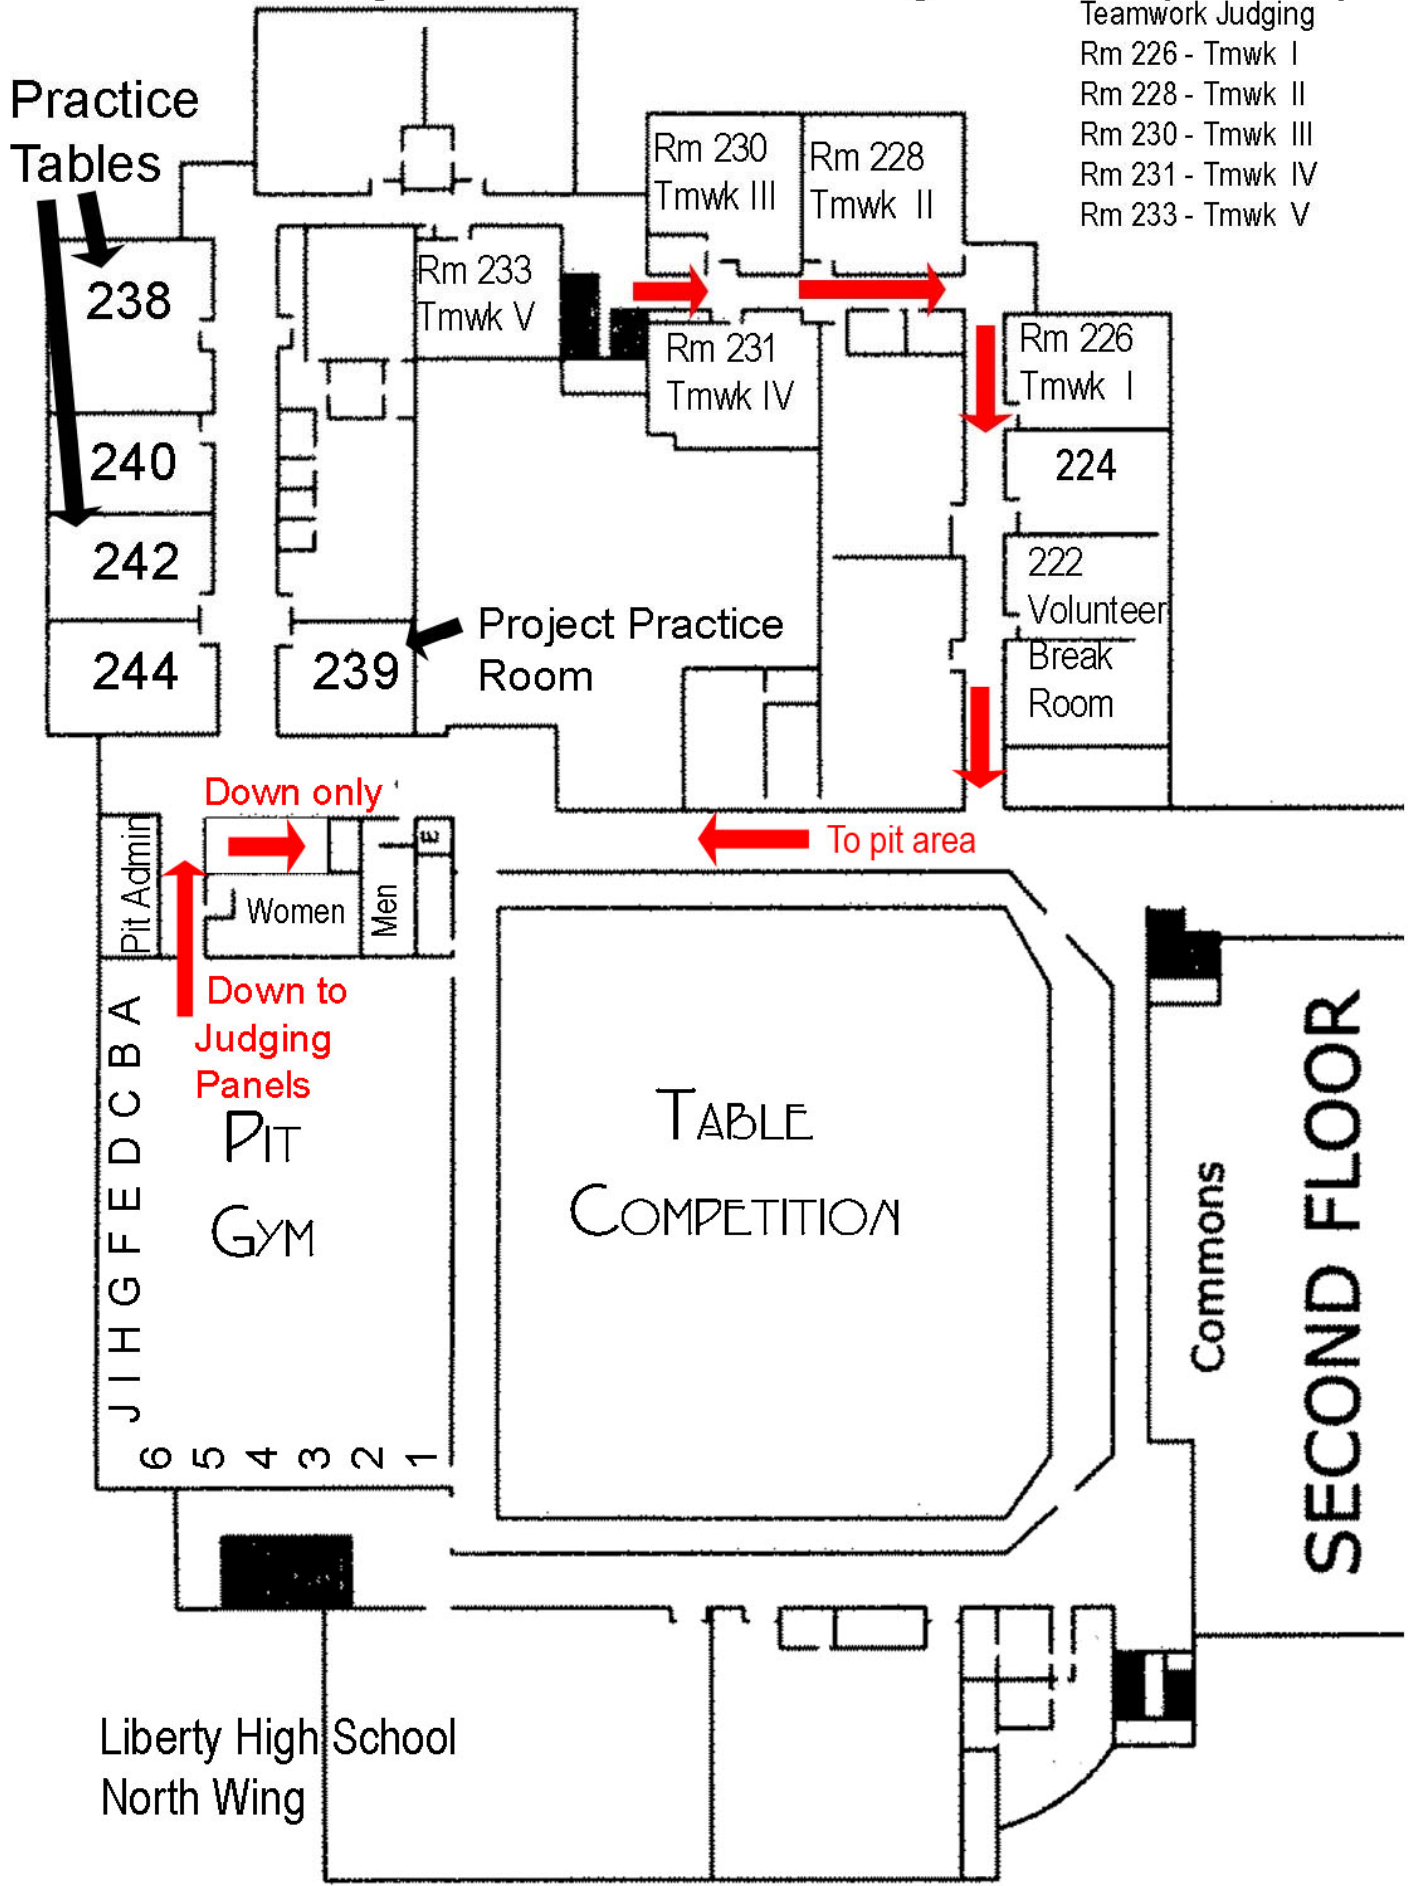 Teamwork Judging
Rm 226 - Tmwk I
Rm 228 - Tmwk II
Rm 230 - Tmwk III
Rm 231 - Tmwk IV
Rm 233 - Tmwk V
Practice
Tables
Rm 230
Tmwk III
Rm 228
Tmwk II
Rm 233
Tmwk V
238
Rm 231
Tmwk IV
Rm 226
Tmwk I
240
224
242
222
Volunteer
Break
Room
Project Practice
Room
244
239
Down only
To pit area
Pit Admin
Women
Men
E
Down to
Judging
Panels
A
B
C
D
E
F
G
H
I
J
PIT
GYM
TABLE
COMPETITION
Commons
SECOND FLOOR
6 5 4 3 2 1
Liberty High School
North Wing